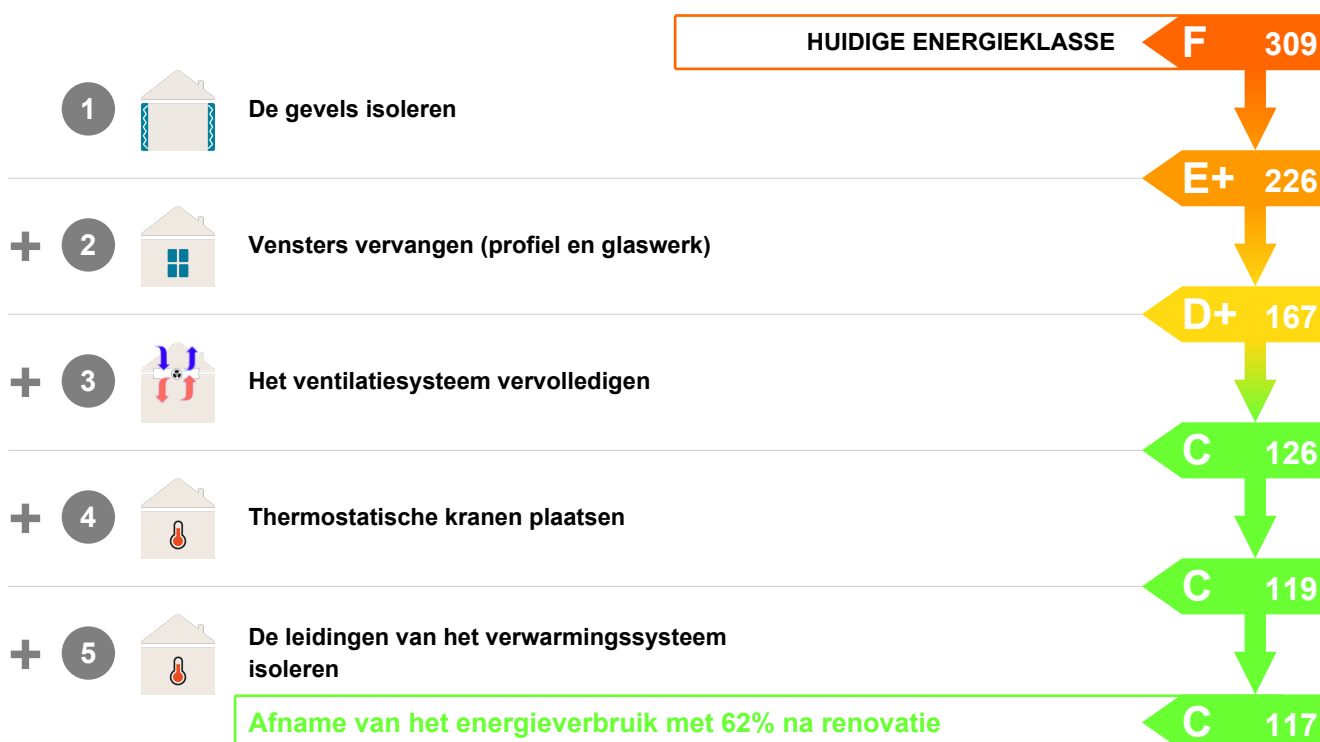 HUIDIGE ENERGIEKLASSE F 309
1 De gevels isoleren
E+ 226
+ 2 Vensters vervangen (profiel en glaswerk)
D+ 167
+ 3 Het ventilatiesysteem vervolledigen
C 126
+ 4 Thermostatische kranen plaatsen
C 119
+ 5 De leidingen van het verwarmingssysteem
isoleren
Afname van het energieverbruik met 62% na renovatie C 117